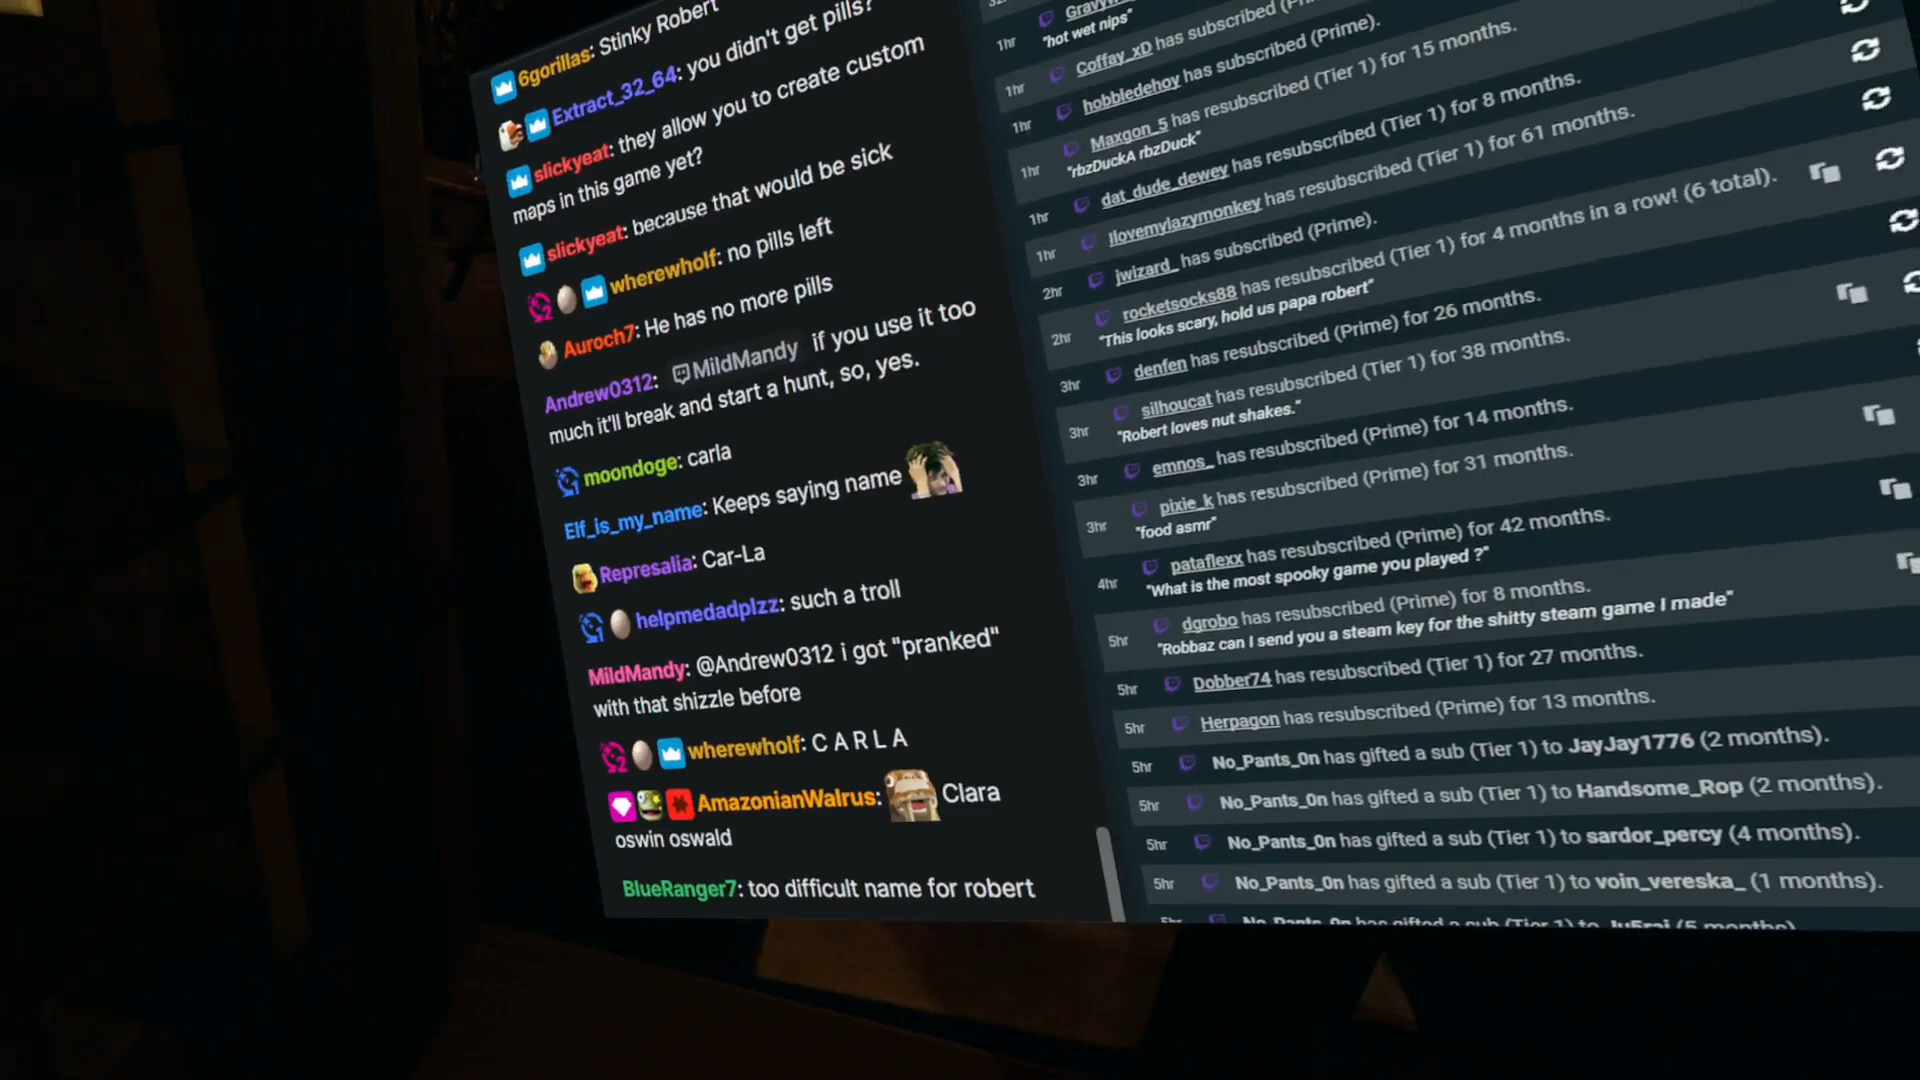 6gorillas: Stinky Robert
Extract_32_64: you didn't get pills?
slickyeat: they allow you to create custom
maps in this game yet?
slickyeat: because that would be sick
wherewholf: no pills left
Auroch7: He has no more pills
Andrew0312: MildMandy if you use it too
much it'll break and start a hunt, so, yes.
moondoge: carla
Elf_is_my_name: Keeps saying name
Represalia: Car-La
helpmedadplzz: such a troll
MildMandy: @Andrew0312 i got "pranked"
with that shizzle before
wherewholf: C A R L A
AmazonianWalrus: Clara
oswin oswald
BlueRanger7: too difficult name for robert
1hr
"hot wet nips"
1hr Coffay_xD has subscribed
1hr hobbledehoy has subscribed (Prime).
1hr Maxgon_5 has resubscribed (Tier 1) for 15 months.
"rbzDuckA rbzDuck"
1hr dat_dude_dewey has resubscribed (Tier 1) for 8 months.
1hr Ilovemylazymonkey has resubscribed (Tier 1) for 61 months.
2hr jwizard_ has subscribed (Prime).
2hr rocketsocks88 has resubscribed (Tier 1) for 4 months in a row! (6 total).
"This looks scary, hold us papa robert"
3hr denfen has resubscribed (Prime) for 26 months.
3hr silhoucat has resubscribed (Tier 1) for 38 months.
"Robert loves nut shakes."
3hr emnos_ has resubscribed (Prime) for 14 months.
3hr pixie_k has resubscribed (Prime) for 31 months.
"food asmr"
4hr pataflexx has resubscribed (Prime) for 42 months.
"What is the most spooky game you played ?"
5hr dgrobo has resubscribed (Prime) for 8 months.
"Robbaz can I send you a steam key for the shitty steam game I made"
5hr Dobber74 has resubscribed (Tier 1) for 27 months.
5hr Herpagon has resubscribed (Prime) for 13 months.
5hr No_Pants_0n has gifted a sub (Tier 1) to JayJay1776 (2 months).
5hr No_Pants_0n has gifted a sub (Tier 1) to Handsome_Rop (2 months).
5hr No_Pants_0n has gifted a sub (Tier 1) to sardor_percy (4 months).
5hr No_Pants_0n has gifted a sub (Tier 1) to voin_vereska_ (1 months).
5hr No_Pants_0n has gifted a sub (Tier 1) to